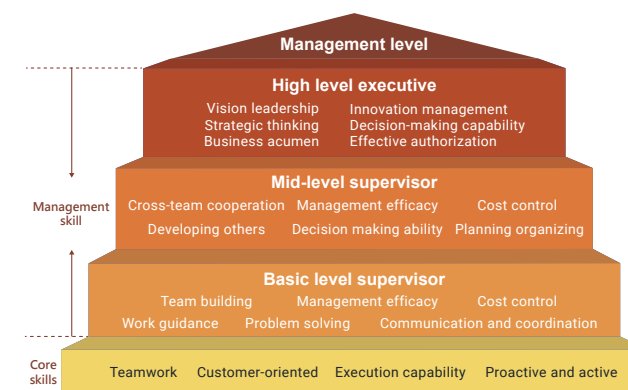 Management level
High level executive
Vision leadership Innovation management
Strategic thinking Decision-making capability
Business acumen Effective authorization
Mid-level supervisor
Cross-team cooperation Management efficacy Cost control
Developing others Decision making ability Planning organizing
Management
skill
Basic level supervisor
Team building Management efficacy Cost control
Work guidance Problem solving Communication and coordination
Core
skills
Teamwork Customer-oriented Execution capability Proactive and active